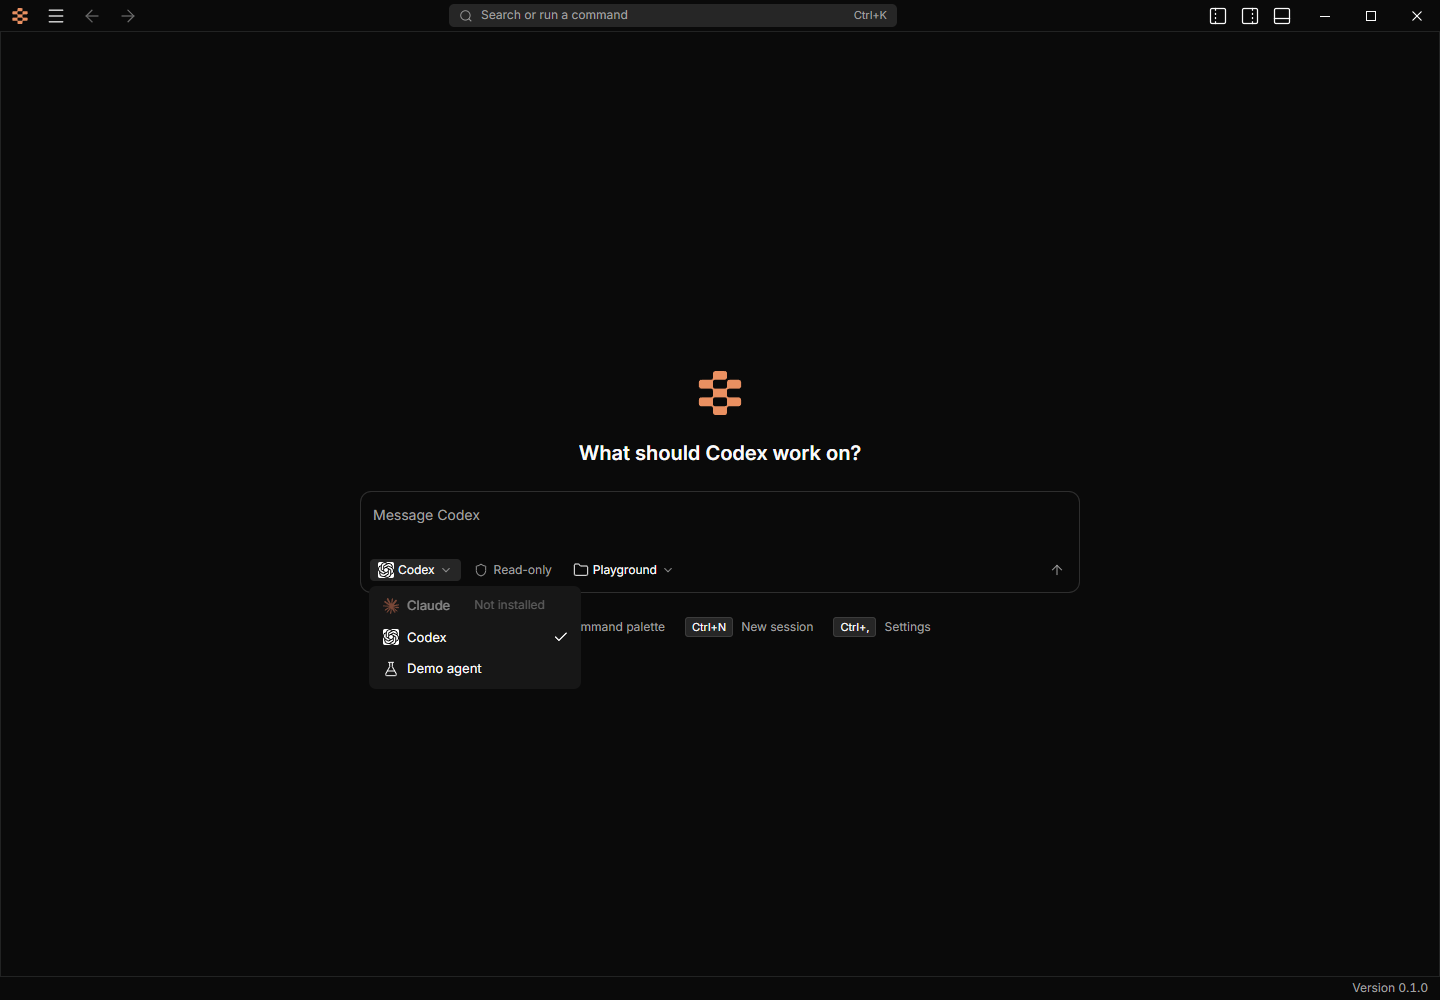 Search or run a command Ctrl+K
What should Codex work on?
Message Codex
Codex Read-only Playground
Claude Not installed
Codex
Demo agent
mmand palette Ctrl+N New session Ctrl+, Settings
Version 0.1.0